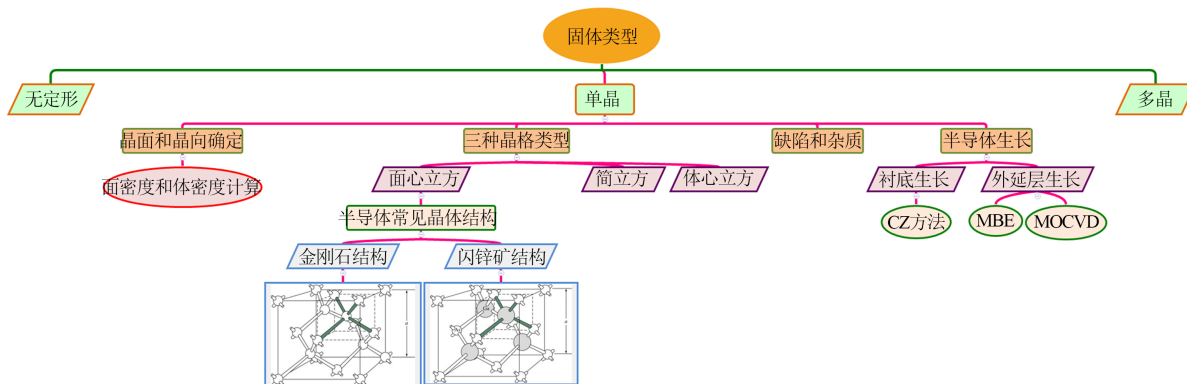 固体类型
无定形
单晶
多晶
晶面和晶向确定
三种晶格类型
缺陷和杂质
半导体生长
面密度和体密度计算
面心立方
简立方
体心立方
衬底生长
外延层生长
半导体常见晶体结构
CZ方法
MBE
MOCVD
金刚石结构
闪锌矿结构